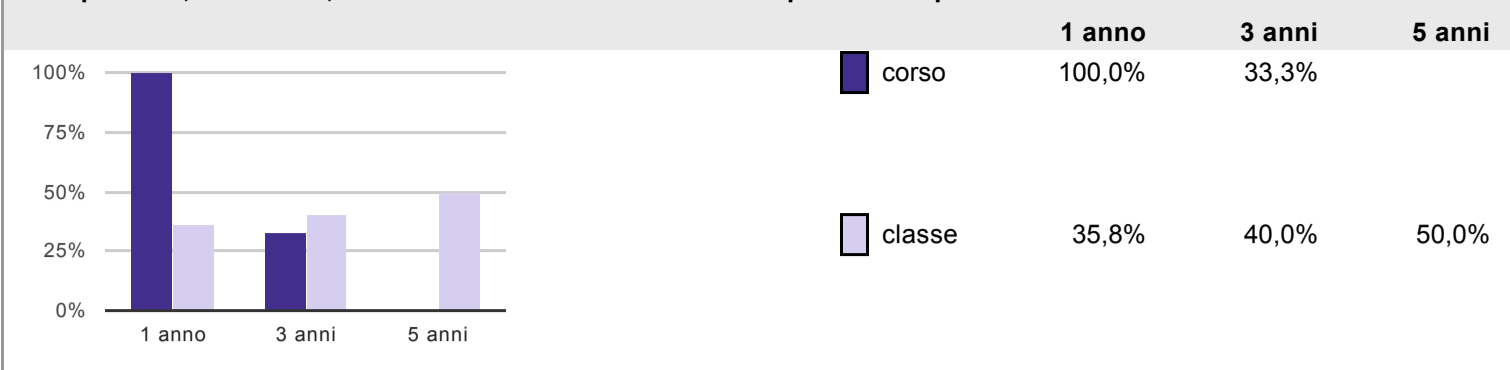 1 anno 3 anni 5 anni
100%
75%
50%
25%
0%
1 anno 3 anni 5 anni
corso 100,0% 33,3%
classe 35,8% 40,0% 50,0%